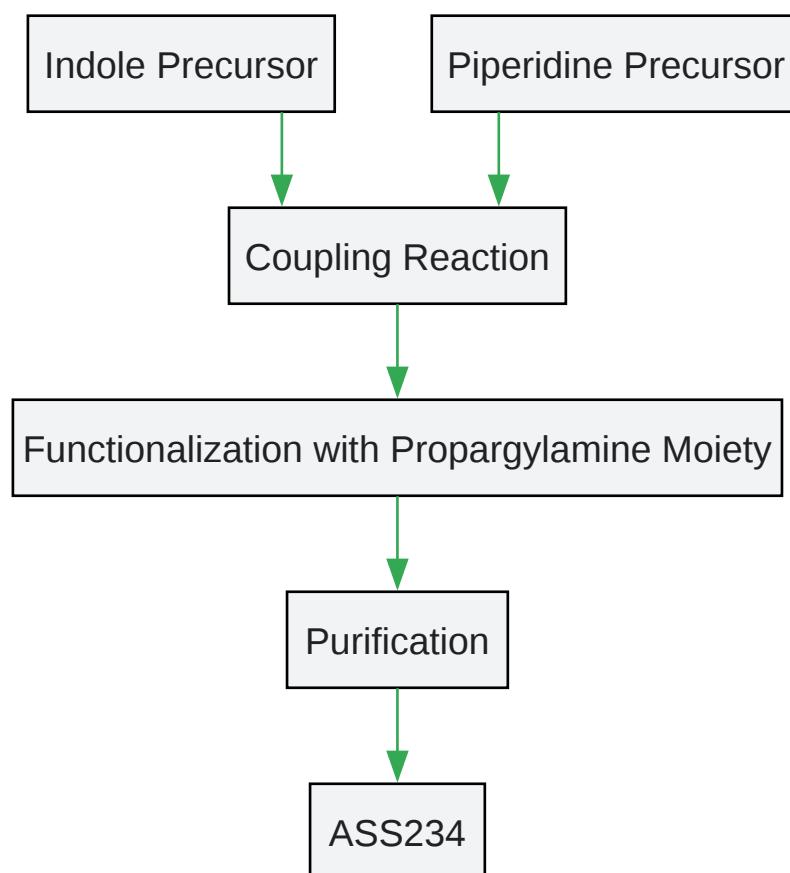 Indole Precursor
Piperidine Precursor
Coupling Reaction
Functionalization with Propargylamine Moiety
Purification
ASS234